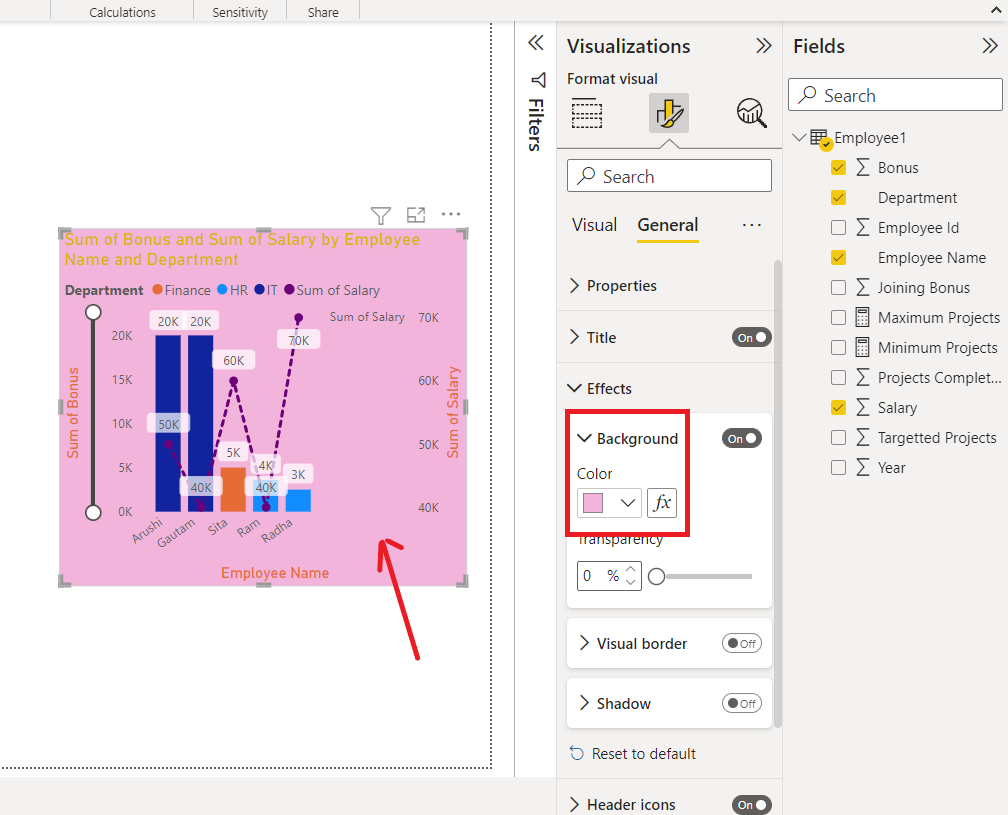 Calculations
Sensitivity
Share
Sum of Bonus and Sum of Salary by Employee
Name and Department
Department Finance HR IT Sum of Salary
Sum of Salary
20K
15K
10K
5K
0K
Sum of Bonus
20K
20K
50K
40K
60K
5K
4K
40K
70K
3K
70K
60K
50K
40K
Sum of Salary
Arushi
Gautam
Sita
Ram
Radha
Employee Name
Filters
Visualizations
Format visual
Search
Visual
General
...
Properties
Title
On
Effects
Background
On
Color
fx
Transparency
0 %
Visual border
Off
Shadow
Off
Reset to default
Header icons
On
Fields
Search
Employee1
Bonus
Department
Employee Id
Employee Name
Joining Bonus
Maximum Projects
Minimum Projects
Projects Complet...
Salary
Targetted Projects
Year